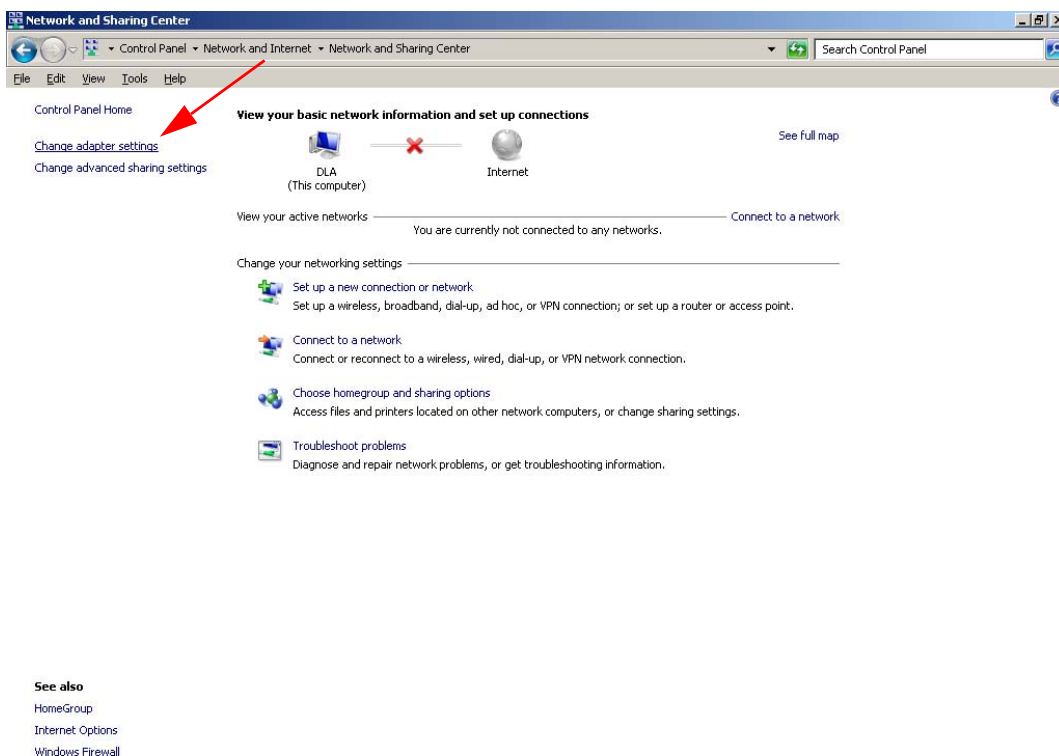 Network and Sharing Center
Control Panel Network and Internet Network and Sharing Center
Search Control Panel
File Edit View Tools Help
Control Panel Home
Change adapter settings
Change advanced sharing settings
View your basic network information and set up connections
See full map
DLA
(This computer)
Internet
View your active networks
Connect to a network
You are currently not connected to any networks.
Change your networking settings
Set up a new connection or network
Set up a wireless, broadband, dial-up, ad hoc, or VPN connection; or set up a router or access point.
Connect to a network
Connect or reconnect to a wireless, wired, dial-up, or VPN network connection.
Choose homegroup and sharing options
Access files and printers located on other network computers, or change sharing settings.
Troubleshoot problems
Diagnose and repair network problems, or get troubleshooting information.
See also
HomeGroup
Internet Options
Windows Firewall